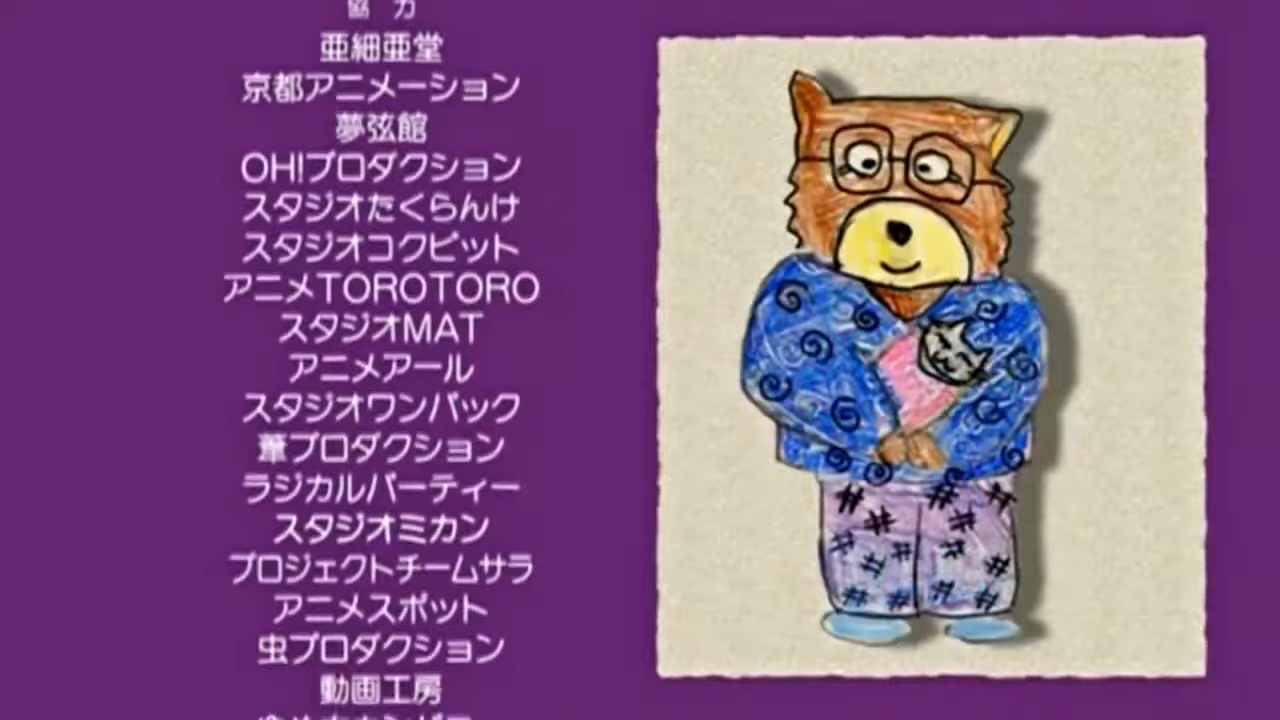 協 力
亜細亜堂
京都アニメーション
夢弦館
OH!プロダクション
スタジオたくらんけ
スタジオコクピット
アニメTOROTORO
スタジオMAT
アニメアール
スタジオワンパック
葦プロダクション
ラジカルパーティー
スタジオミカン
プロジェクトチームサラ
アニメスポット
虫プロダクション
動画工房